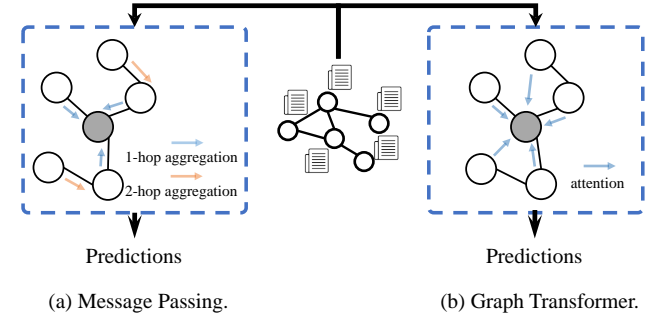 1-hop aggregation
2-hop aggregation
attention
Predictions
Predictions
(a) Message Passing.
(b) Graph Transformer.